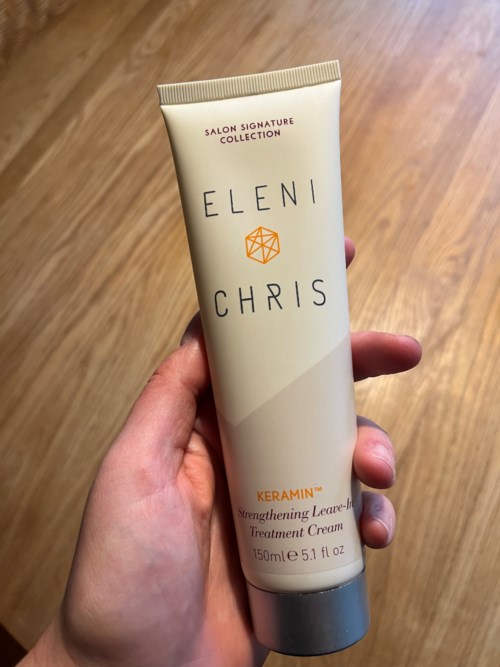 SALON SIGNATURE
COLLECTION
ELENI
CHRIS
KERAMIN™
Strengthening Leave-In
Treatment Cream
150ml ℮ 5.1 fl oz